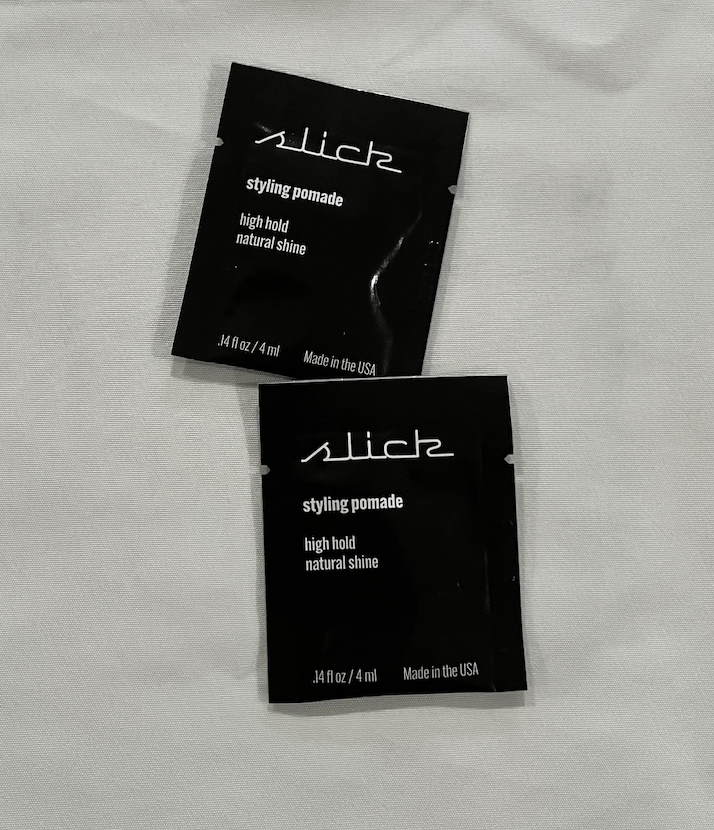 slick
styling pomade
high hold
natural shine
.14 fl oz / 4 ml Made in the USA
slick
styling pomade
high hold
natural shine
.14 fl oz / 4 ml Made in the USA